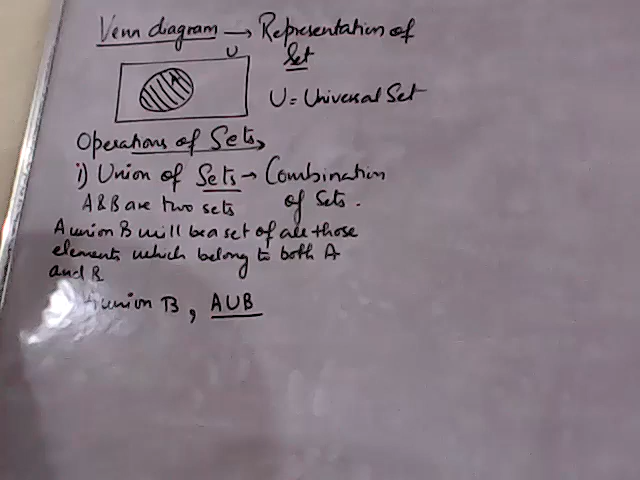 Venn diagram → Representation of
Set
U
U = Universal Set
Operations of Sets,
i) Union of Sets → Combination
of Sets.
A & B are two sets
A union B will be a set of all those
elements which belong to both A
and B
A union B, AUB